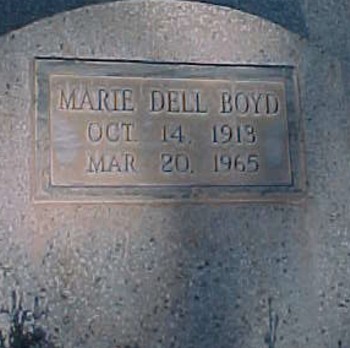 MARIE DELL BOYD
OCT. 14, 1913
MAR 20, 1965